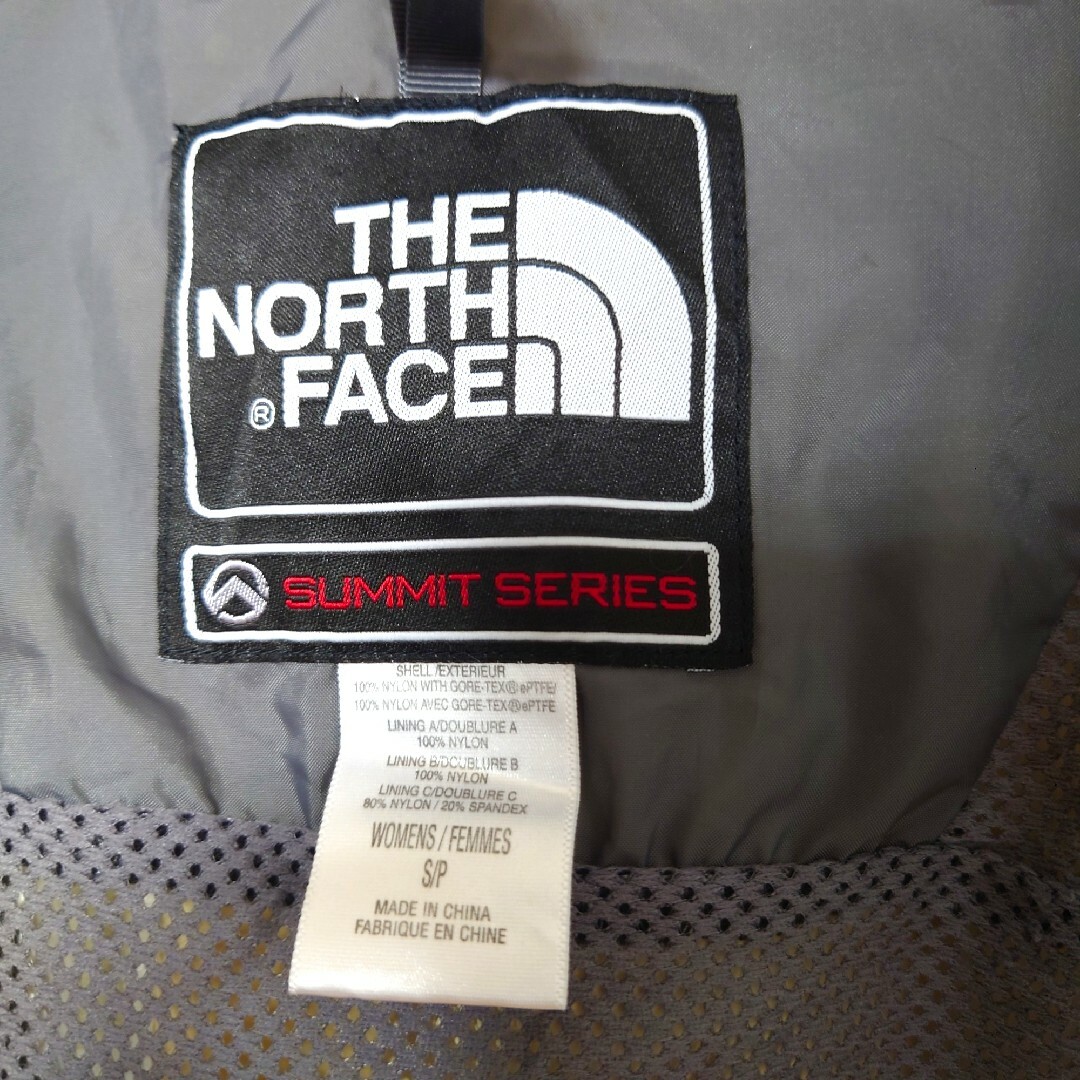 THE
NORTH
® FACE
SUMMIT SERIES
SHELL/EXTERIEUR
100% NYLON WITH GORE-TEX® ePTFE/
100% NYLON AVEC GORE-TEX® ePTFE
LINING A/DOUBLURE A
100% NYLON
LINING B/DOUBLURE B
100% NYLON
LINING C/DOUBLURE C
80% NYLON / 20% SPANDEX
WOMENS / FEMMES
S/P
MADE IN CHINA
FABRIQUE EN CHINE